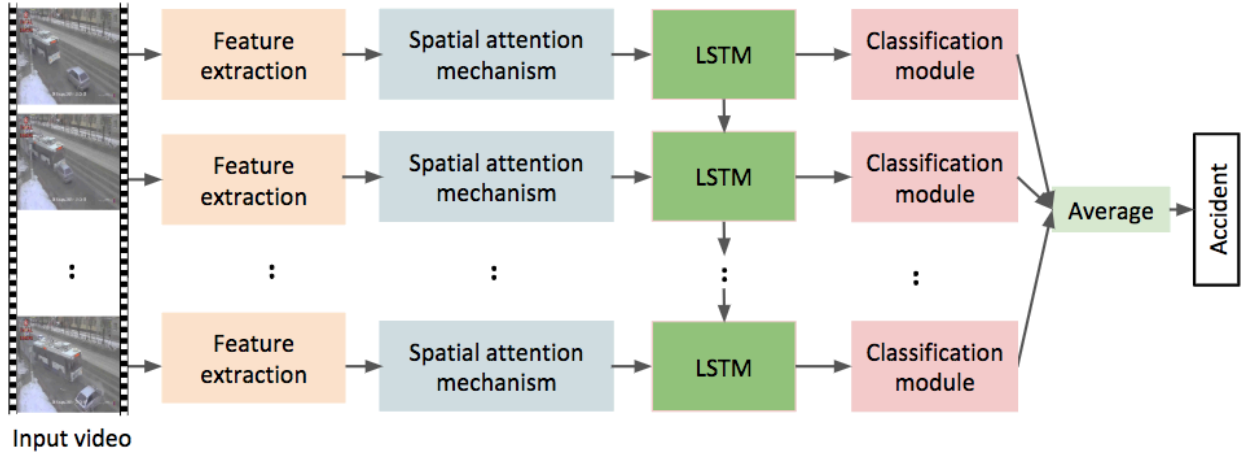 Feature
extraction
Spatial attention
mechanism
LSTM
Classification
module
Feature
extraction
Spatial attention
mechanism
LSTM
Classification
module
Average
Accident
:
:
:
:
:
Feature
extraction
Spatial attention
mechanism
LSTM
Classification
module
Input video